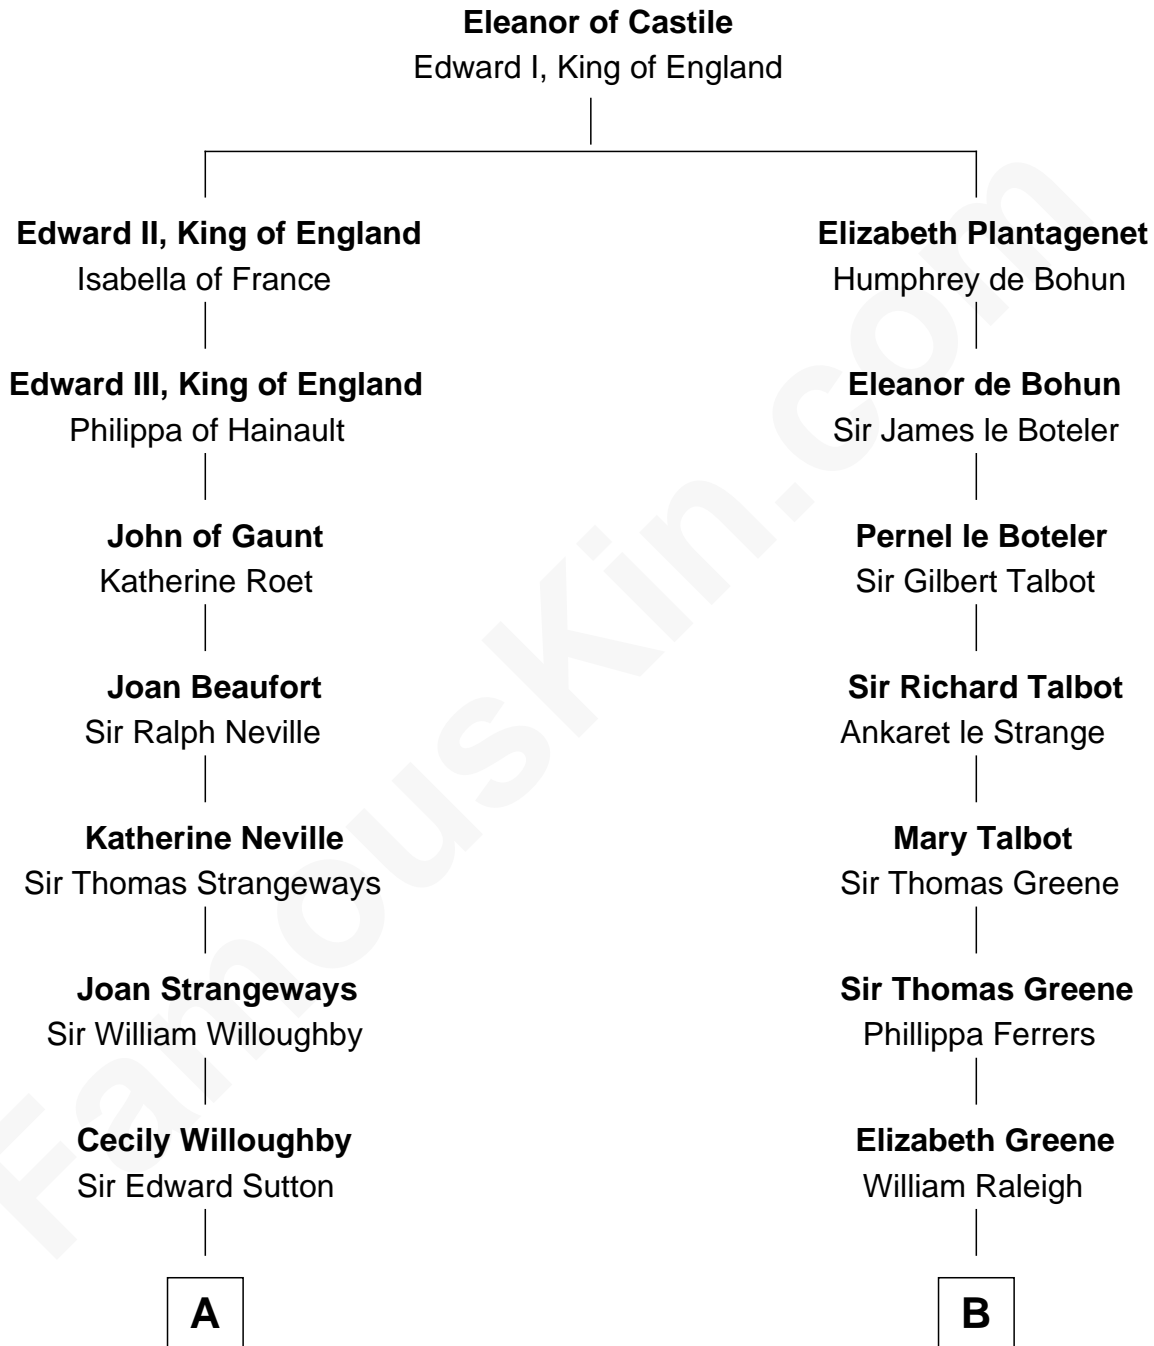 Eleanor of Castile
Edward I, King of England
Edward II, King of England
Isabella of France
Edward III, King of England
Philippa of Hainault
John of Gaunt
Katherine Roet
Joan Beaufort
Sir Ralph Neville
Katherine Neville
Sir Thomas Strangeways
Joan Strangeways
Sir William Willoughby
Cecily Willoughby
Sir Edward Sutton
A
Elizabeth Plantagenet
Humphrey de Bohun
Eleanor de Bohun
Sir James le Boteler
Pernel le Boteler
Sir Gilbert Talbot
Sir Richard Talbot
Ankaret le Strange
Mary Talbot
Sir Thomas Greene
Sir Thomas Greene
Phillippa Ferrers
Elizabeth Greene
William Raleigh
B
FamousKin.com